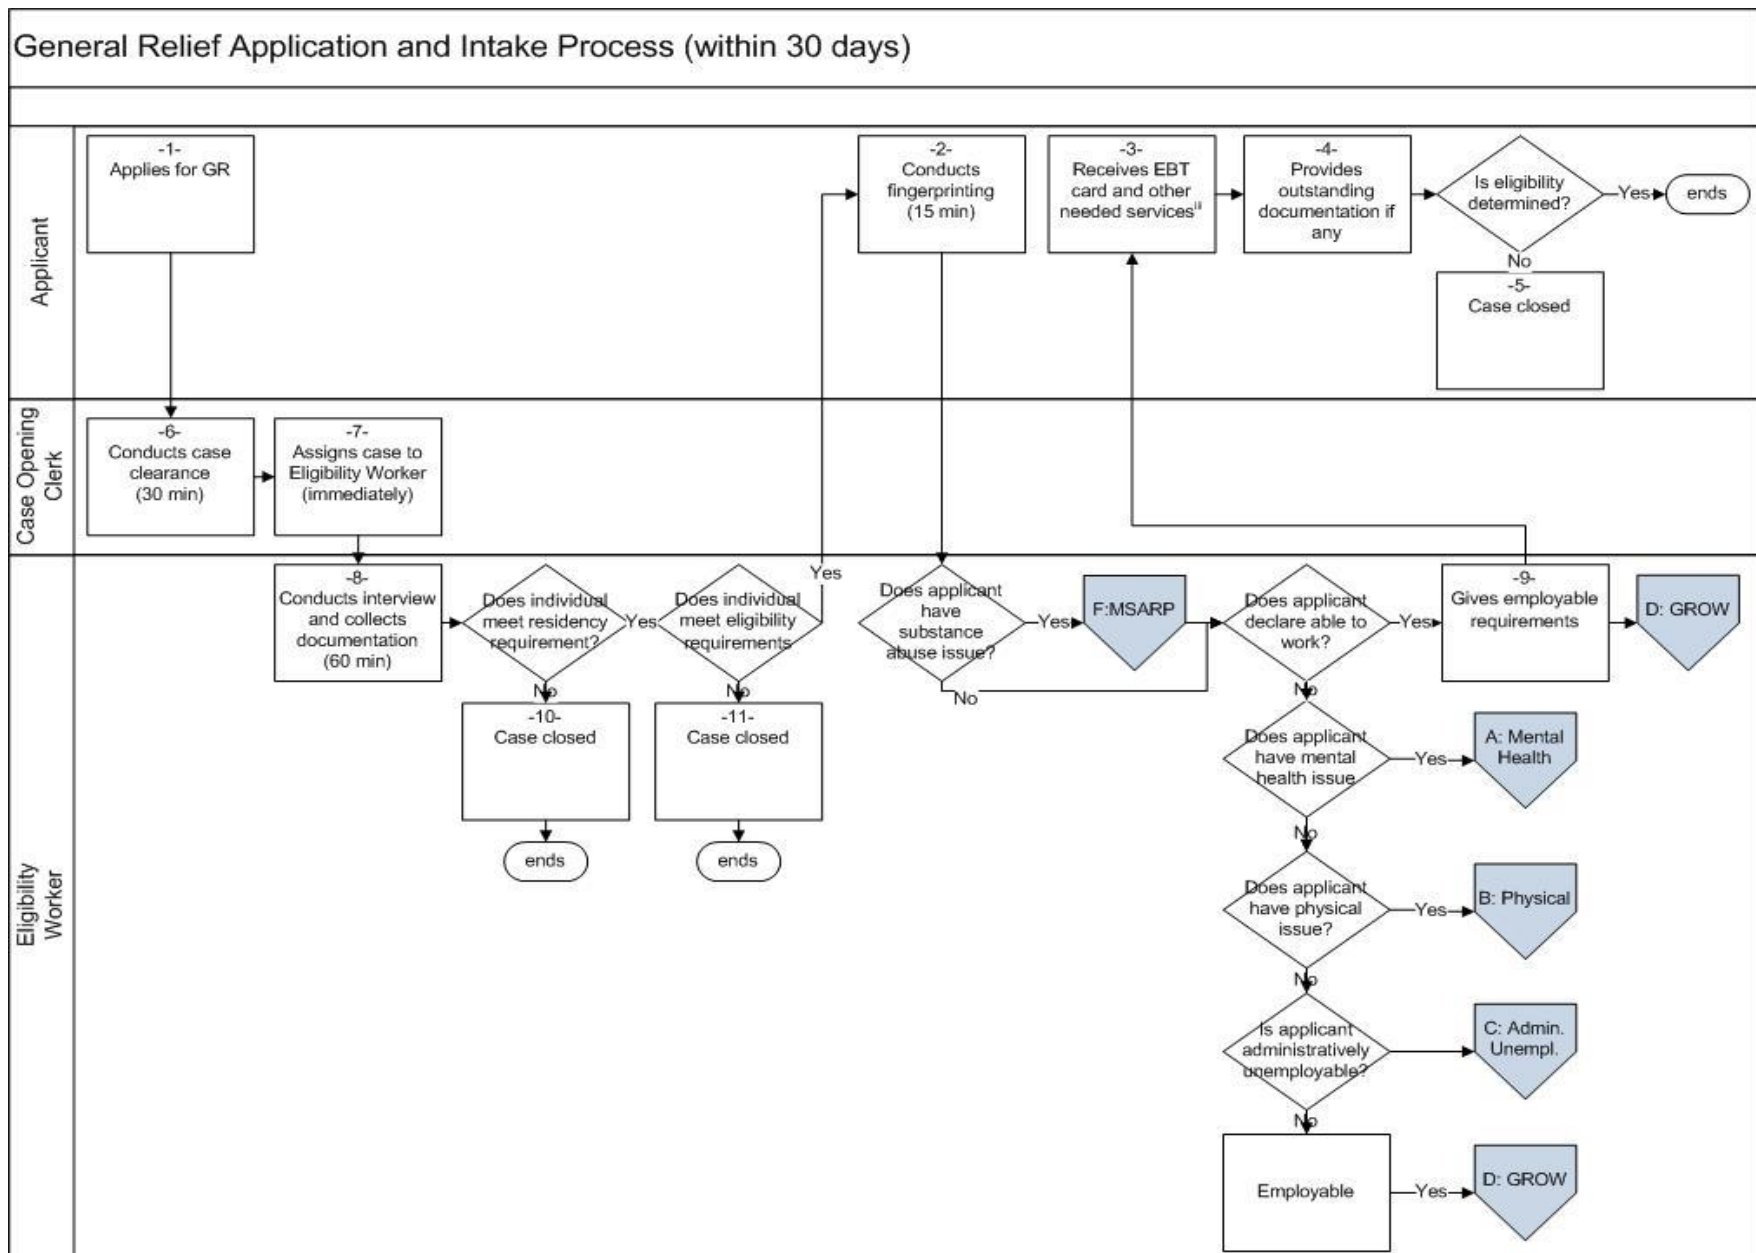 General Relief Application and Intake Process (within 30 days)
Applicant
-1-
Applies for GR
-2-
Conducts
fingerprinting
(15 min)
-3-
Receives EBT
card and other
needed servicesⁱⁱ
-4-
Provides
outstanding
documentation if
any
Is eligibility
determined?
Yes
ends
No
-5-
Case closed
Case Opening
Clerk
-6-
Conducts case
clearance
(30 min)
-7-
Assigns case to
Eligibility Worker
(immediately)
Eligibility
Worker
-8-
Conducts interview
and collects
documentation
(60 min)
Does individual
meet residency
requirement?
Yes
Does individual
meet eligibility
requirements
Yes
No
-10-
Case closed
ends
No
-11-
Case closed
ends
Does applicant
have
substance
abuse issue?
Yes
No
F:MSARP
Does applicant
declare able to
work?
Yes
-9-
Gives employable
requirements
D: GROW
No
Does applicant
have mental
health issue
Yes
A: Mental
Health
No
Does applicant
have physical
issue?
Yes
B: Physical
No
Is applicant
administratively
unemployable?
C: Admin.
Unempl.
No
Employable
Yes
D: GROW